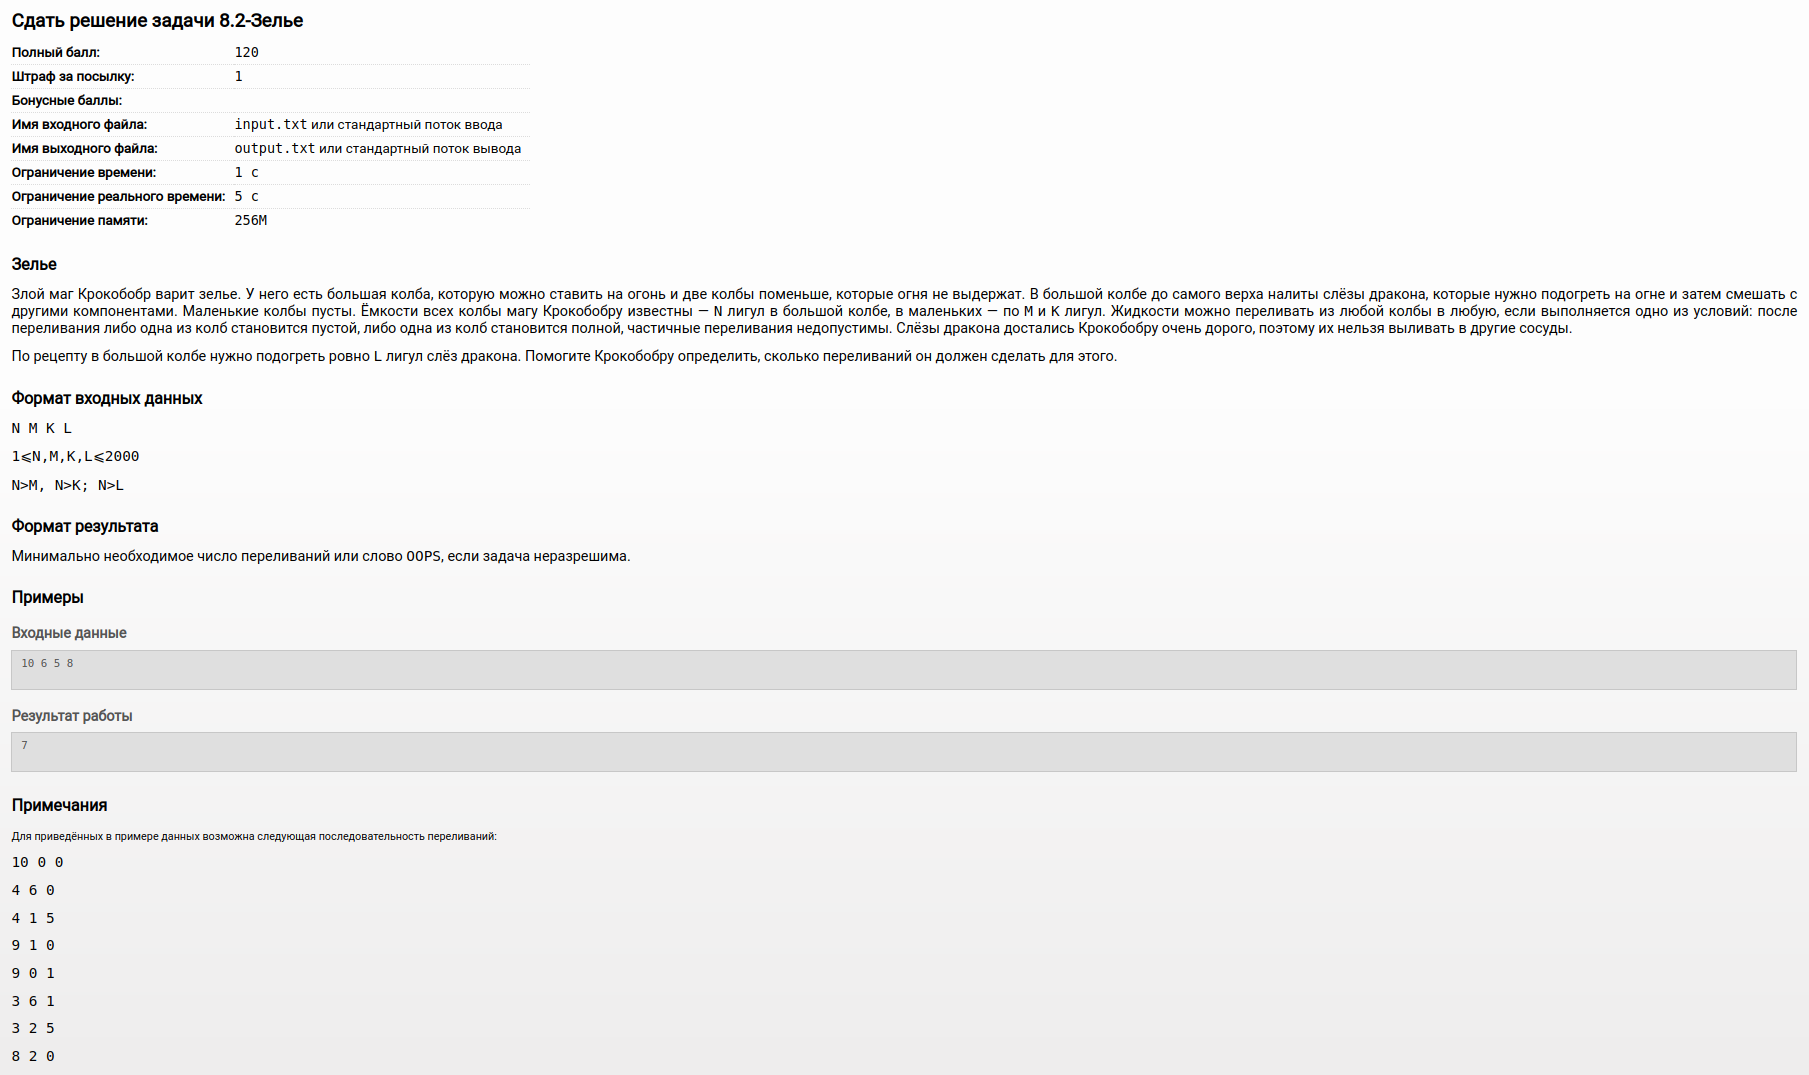 Сдать решение задачи 8.2-Зелье
Полный балл: 120
Штраф за посылку: 1
Бонусные баллы:
Имя входного файла: input.txt или стандартный поток ввода
Имя выходного файла: output.txt или стандартный поток вывода
Ограничение времени: 1 с
Ограничение реального времени: 5 с
Ограничение памяти: 256M
Зелье
Злой маг Крокобобр варит зелье. У него есть большая колба, которую можно ставить на огонь и две колбы поменьше, которые огня не выдержат. В большой колбе до самого верха налиты слёзы дракона, которые нужно подогреть на огне и затем смешать с
другими компонентами. Маленькие колбы пусты. Ёмкости всех колбы магу Крокобобру известны — N лигул в большой колбе, в маленьких — по M и K лигул. Жидкости можно переливать из любой колбы в любую, если выполняется одно из условий: после
переливания либо одна из колб становится пустой, либо одна из колб становится полной, частичные переливания недопустимы. Слёзы дракона достались Крокобобру очень дорого, поэтому их нельзя выливать в другие сосуды.
По рецепту в большой колбе нужно подогреть ровно L лигул слёз дракона. Помогите Крокобобру определить, сколько переливаний он должен сделать для этого.
Формат входных данных
N M K L
1⩽N,M,K,L⩽2000
N>M, N>K; N>L
Формат результата
Минимально необходимое число переливаний или слово OOPS, если задача неразрешима.
Примеры
Входные данные
10 6 5 8
Результат работы
7
Примечания
Для приведённых в примере данных возможна следующая последовательность переливаний:
10 0 0
4 6 0
4 1 5
9 1 0
9 0 1
3 6 1
3 2 5
8 2 0